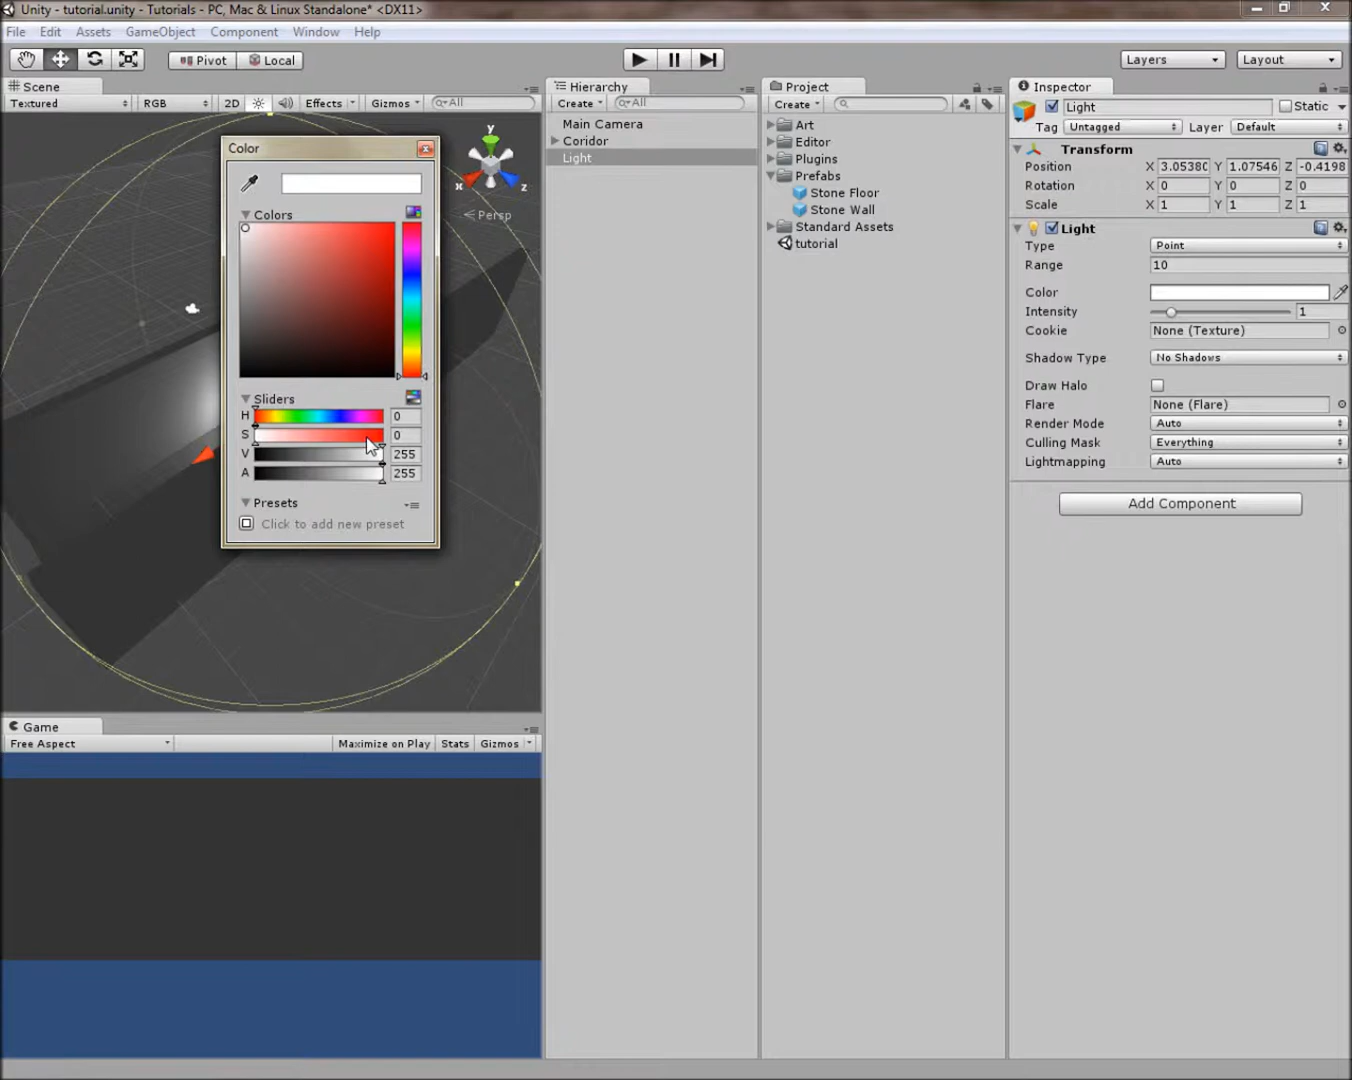 Unity - tutorial.unity - Tutorials - PC, Mac & Linux Standalone* <DX11>
File Edit Assets GameObject Component Window Help
Pivot Local Layers Layout
Scene
Textured RGB 2D Effects Gizmos All
y
x
z
Persp
Color
Colors
Sliders
H 0
S 0
V 255
A 255
Presets
Click to add new preset
Game
Free Aspect Maximize on Play Stats Gizmos
Hierarchy
Create All
Main Camera
Coridor
Light
Project
Create
Art
Editor
Plugins
Prefabs
Stone Floor
Stone Wall
Standard Assets
tutorial
Inspector
Light Static
Tag Untagged Layer Default
Transform
Position X 3.0538( Y 1.07546 Z -0.4198
Rotation X 0 Y 0 Z 0
Scale X 1 Y 1 Z 1
Light
Type Point
Range 10
Color
Intensity 1
Cookie None (Texture)
Shadow Type No Shadows
Draw Halo
Flare None (Flare)
Render Mode Auto
Culling Mask Everything
Lightmapping Auto
Add Component